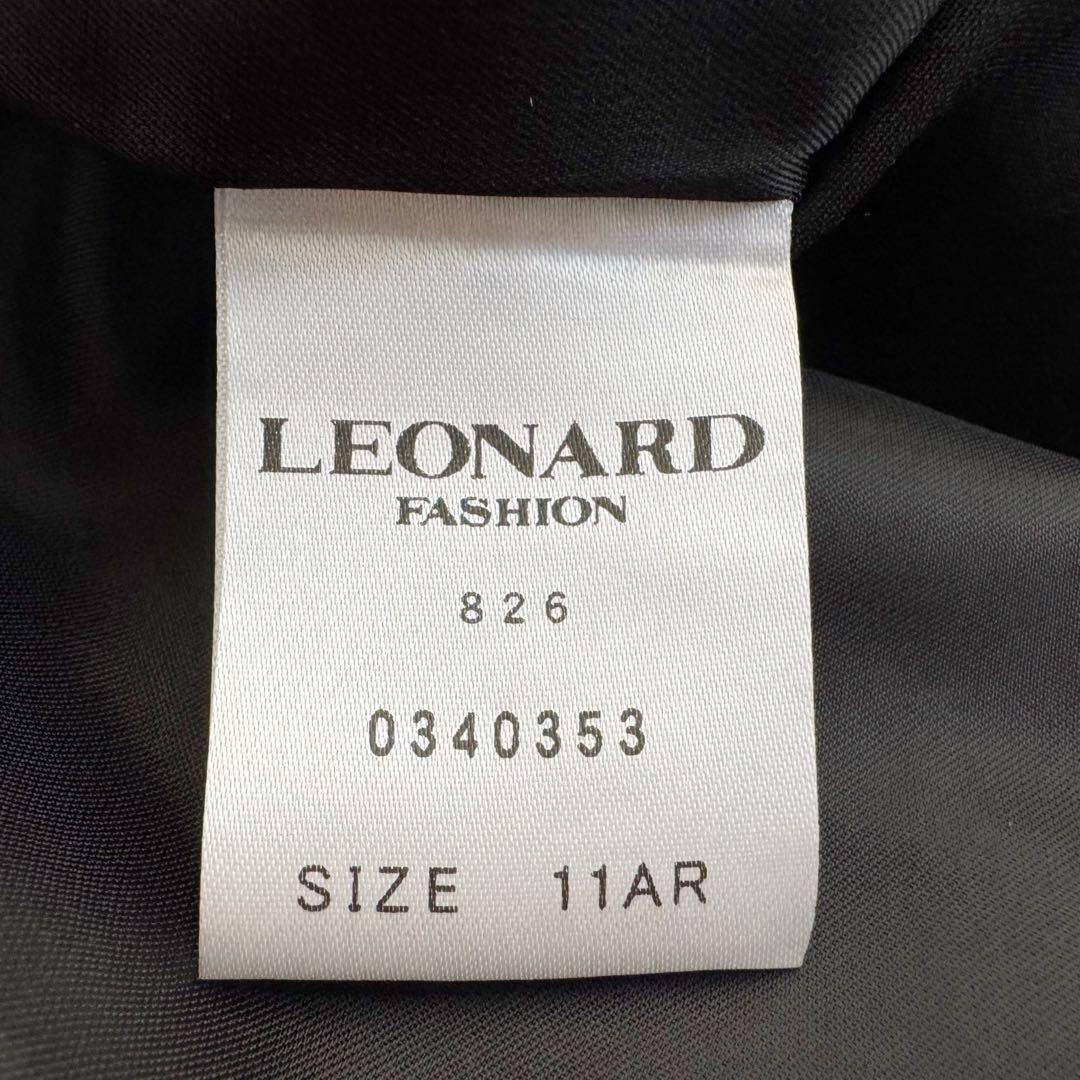 LEONARD
FASHION
826
0340353
SIZE 11AR